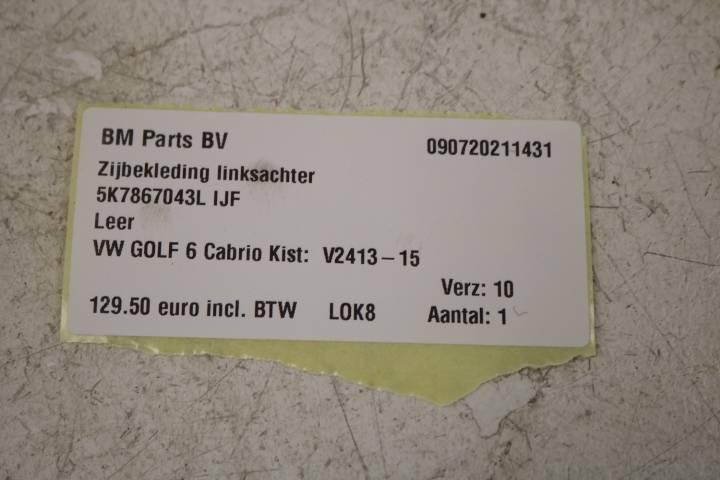 BM Parts BV 090720211431
Zijbekleding linksachter
5K7867043L IJF
Leer
VW GOLF 6 Cabrio Kist: V2413-15
Verz: 10
129.50 euro incl. BTW LOK8 Aantal: 1